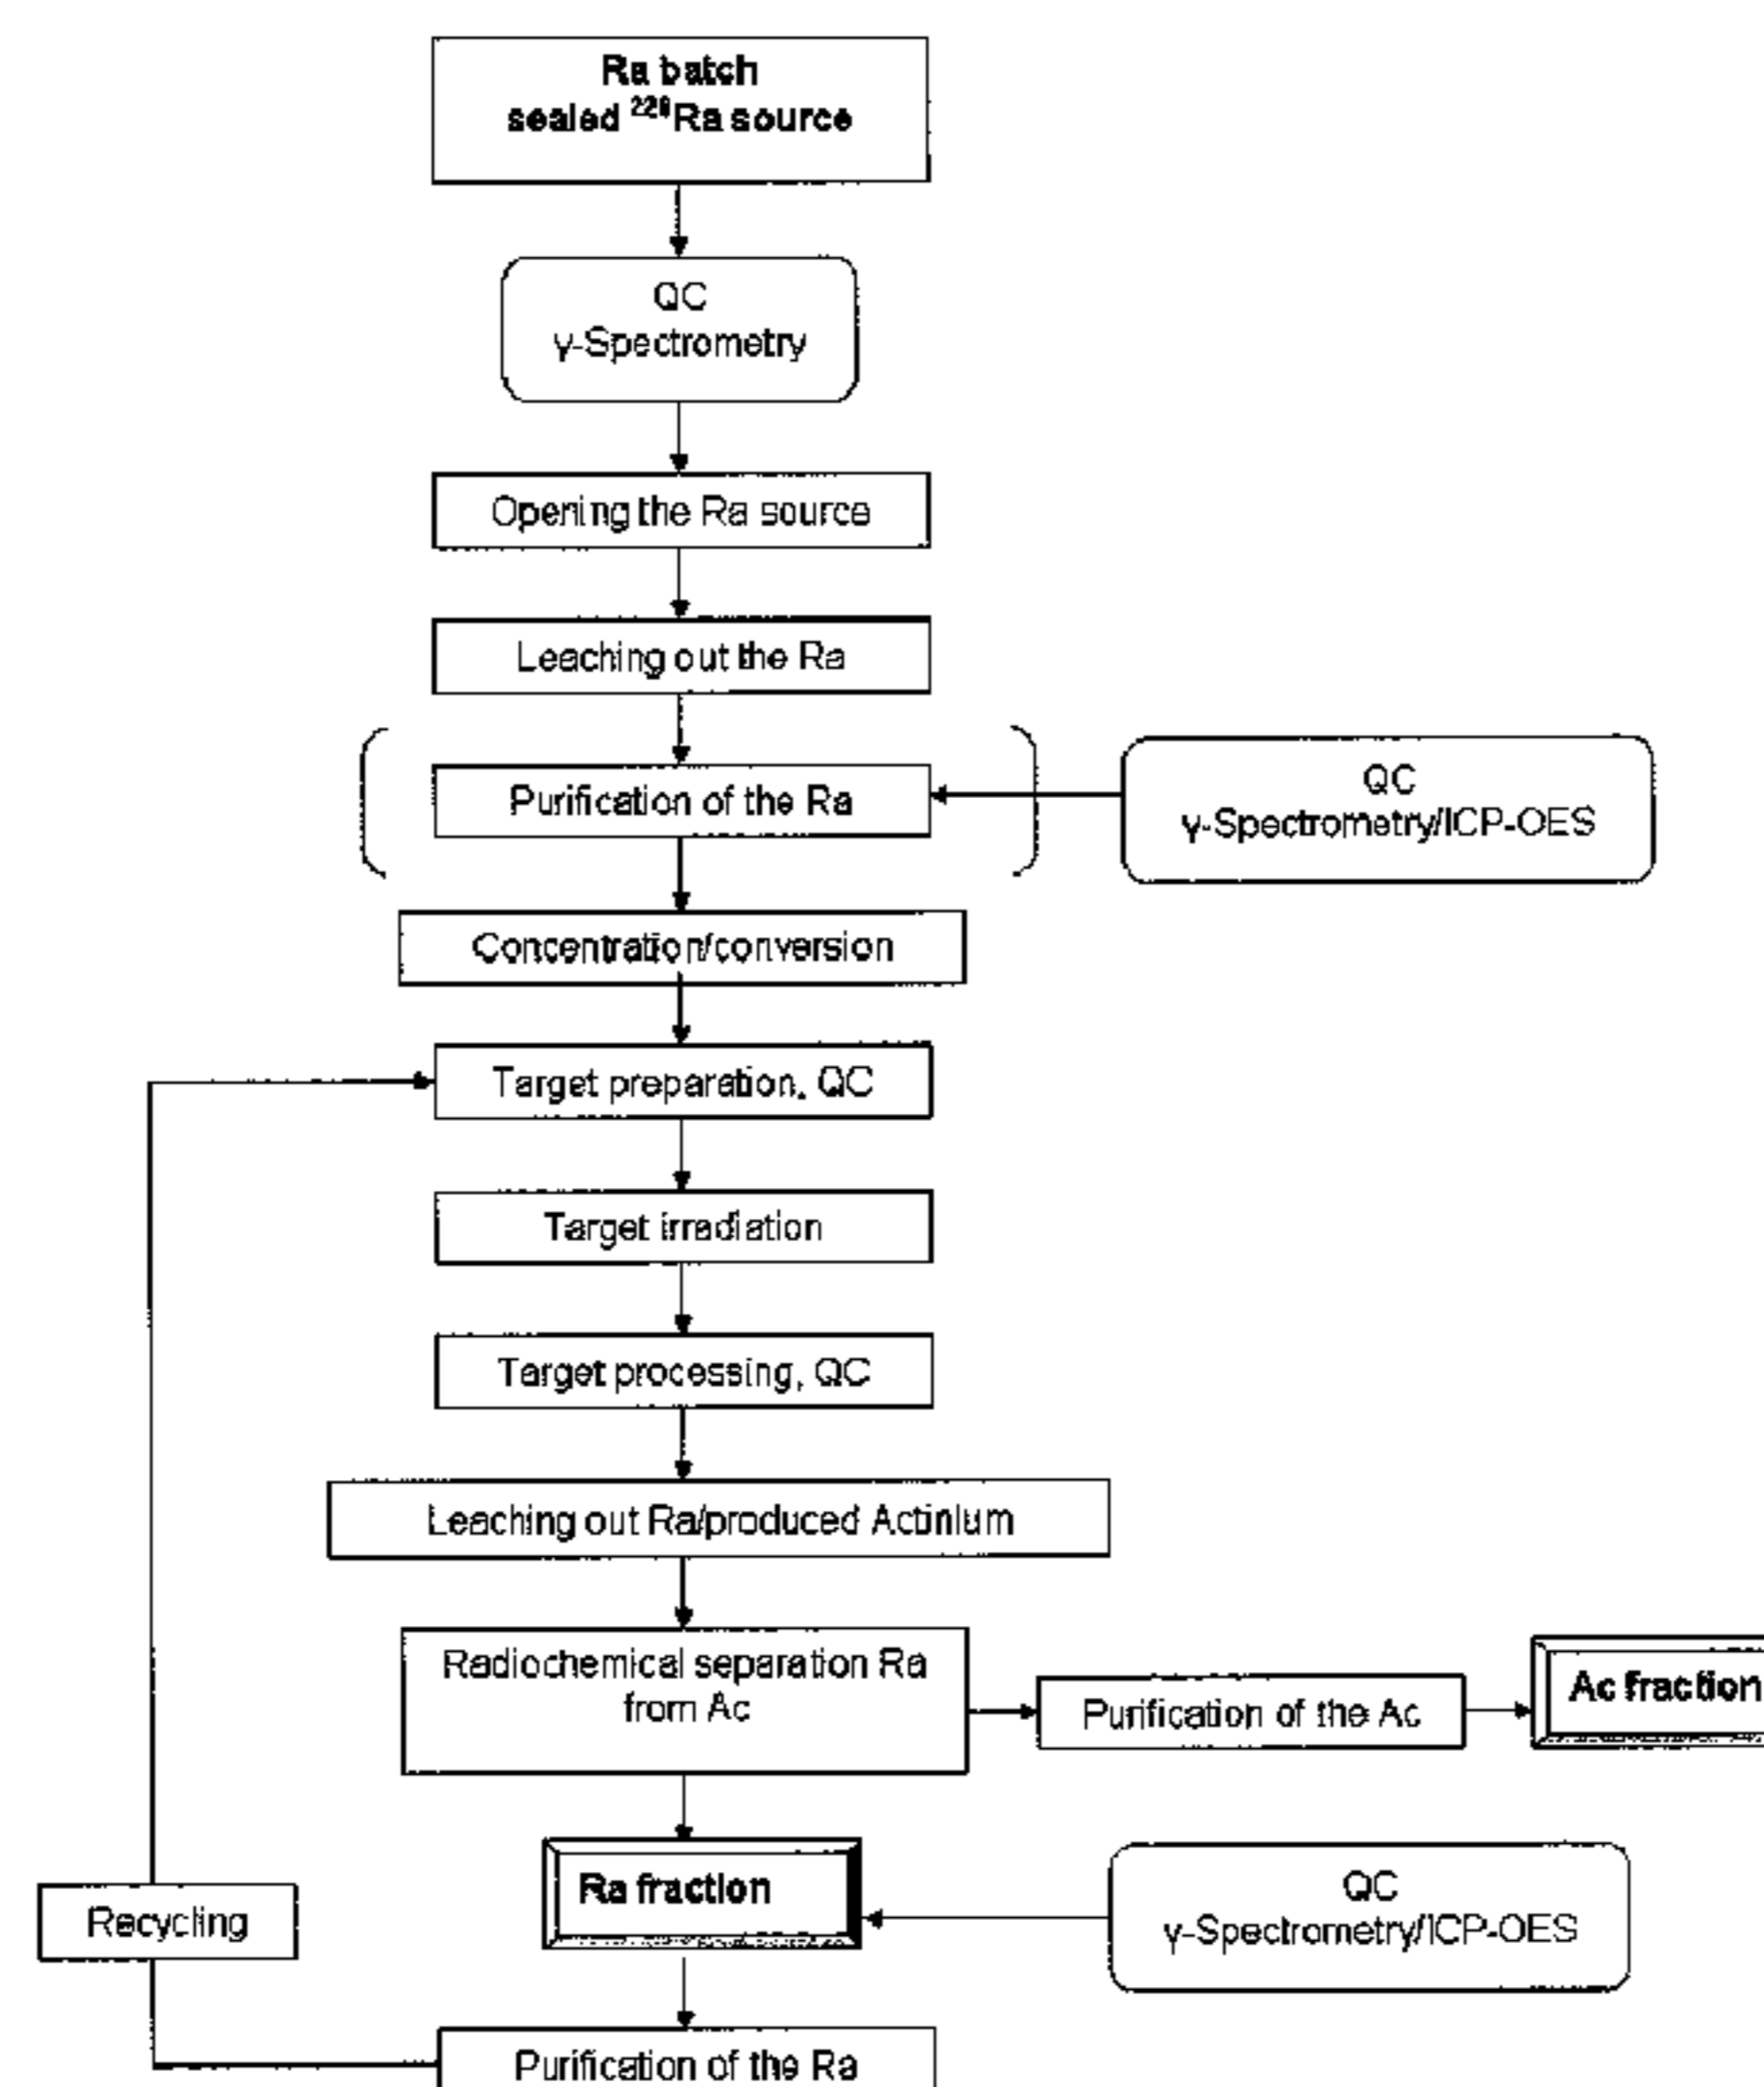 Ra batch
sealed ²²⁶Ra source
QC
γ-Spectrometry
Opening the Ra source
Leaching out the Ra
Purification of the Ra
QC
γ-Spectrometry/ICP-OES
Concentration/conversion
Target preparation, QC
Target irradiation
Target processing, QC
Leaching out Ra/produced Actinium
Radiochemical separation Ra
from Ac
Purification of the Ac
Ac fraction
Ra fraction
QC
γ-Spectrometry/ICP-OES
Recycling
Purification of the Ra